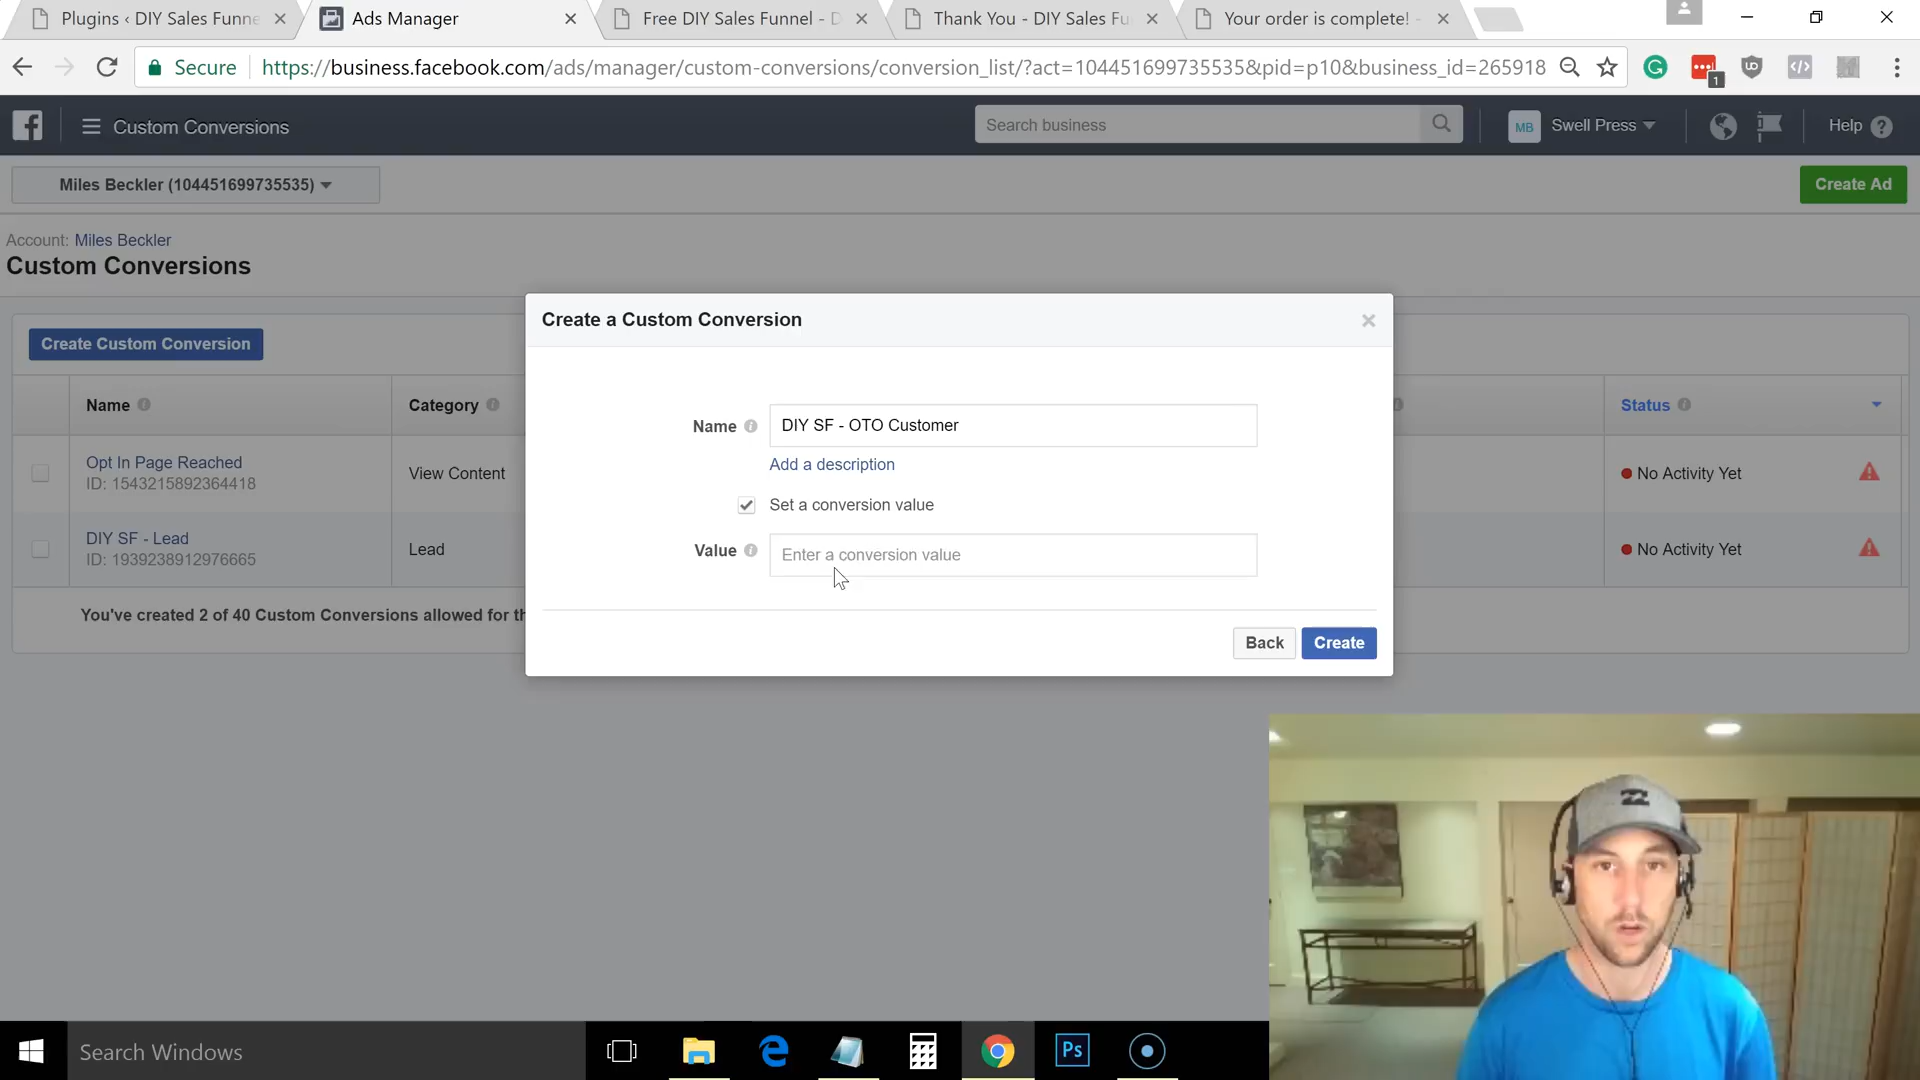 Plugins ‹ DIY Sales Funne
Ads Manager
Free DIY Sales Funnel - D
Thank You - DIY Sales Fu
Your order is complete! -
Secure
https://business.facebook.com/ads/manager/custom-conversions/conversion_list/?act=104451699735535&pid=p10&business_id=265918
1
Custom Conversions
Search business
MB
Swell Press
Help ?
Miles Beckler (104451699735535)
Create Ad
Account: Miles Beckler
Custom Conversions
Create Custom Conversion
Name
Category
Status
Opt In Page Reached
ID: 1543215892364418
View Content
No Activity Yet
DIY SF - Lead
ID: 1939238912976665
Lead
No Activity Yet
You've created 2 of 40 Custom Conversions allowed for th
Create a Custom Conversion
Name
DIY SF - OTO Customer
Add a description
Set a conversion value
Value
Enter a conversion value
Back
Create
Search Windows
Ps